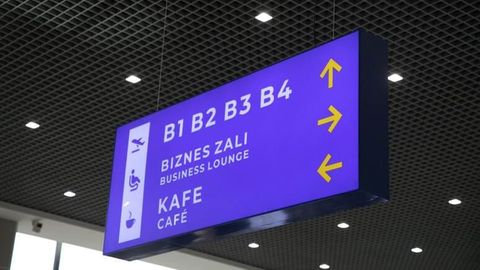 B1 B2 B3 B4
BIZNES ZALI
BUSINESS LOUNGE
KAFE
CAFÉ